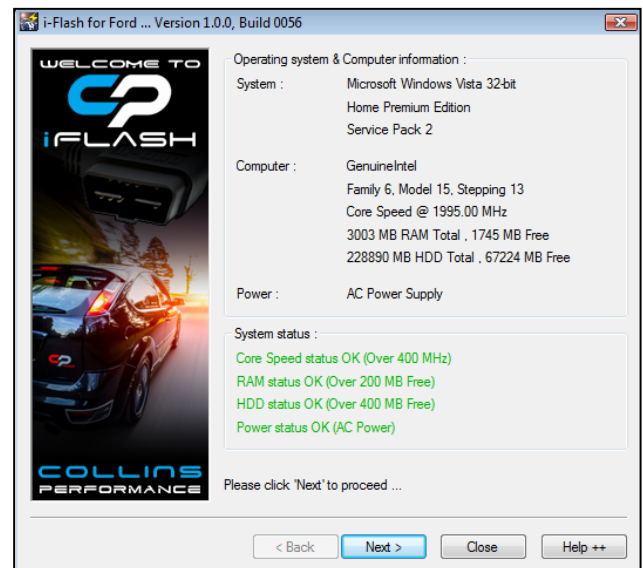 i-Flash for Ford ... Version 1.0.0, Build 0056
WELCOME TO
CP
iFLASH
CP
COLLINS
PERFORMANCE
Operating system & Computer information :
System : Microsoft Windows Vista 32-bit
Home Premium Edition
Service Pack 2
Computer : GenuineIntel
Family 6, Model 15, Stepping 13
Core Speed @ 1995.00 MHz
3003 MB RAM Total , 1745 MB Free
228890 MB HDD Total , 67224 MB Free
Power : AC Power Supply
System status :
Core Speed status OK (Over 400 MHz)
RAM status OK (Over 200 MB Free)
HDD status OK (Over 400 MB Free)
Power status OK (AC Power)
Please click 'Next' to proceed ...
< Back Next > Close Help ++